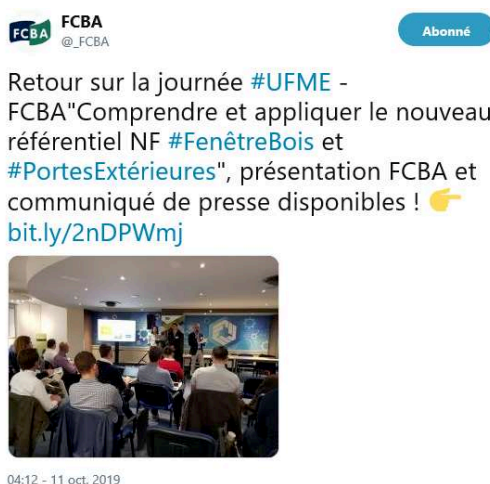 FCBA
FCBA
@_FCBA
Abonné
Retour sur la journée #UFME -
FCBA"Comprendre et appliquer le nouveau
référentiel NF #FenêtreBois et
#PortesExtérieures", présentation FCBA et
communiqué de presse disponibles !
bit.ly/2nDPWmj
04:12 - 11 oct. 2019